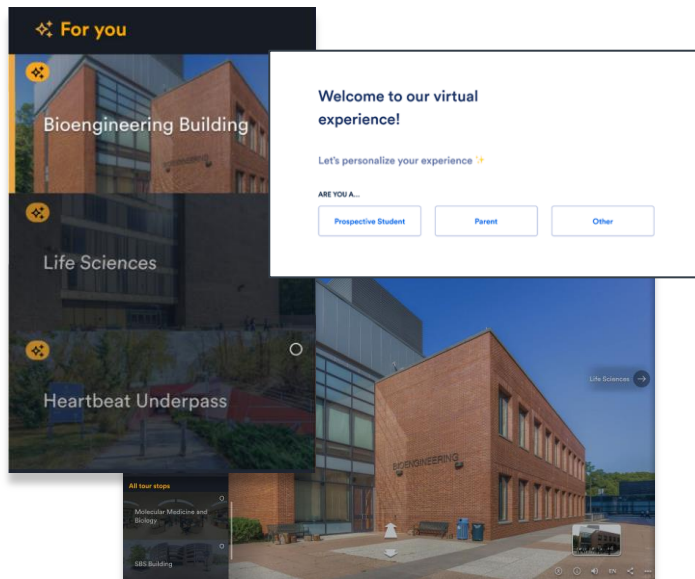 For you
Bioengineering Building
Life Sciences
Heartbeat Underpass
Welcome to our virtual
experience!
Let's personalize your experience
ARE YOU A...
Prospective Student
Parent
Other
Life Sciences
BIOENGINEERING
All tour stops
Molecular Medicine and
Biology
SBS Building
EN